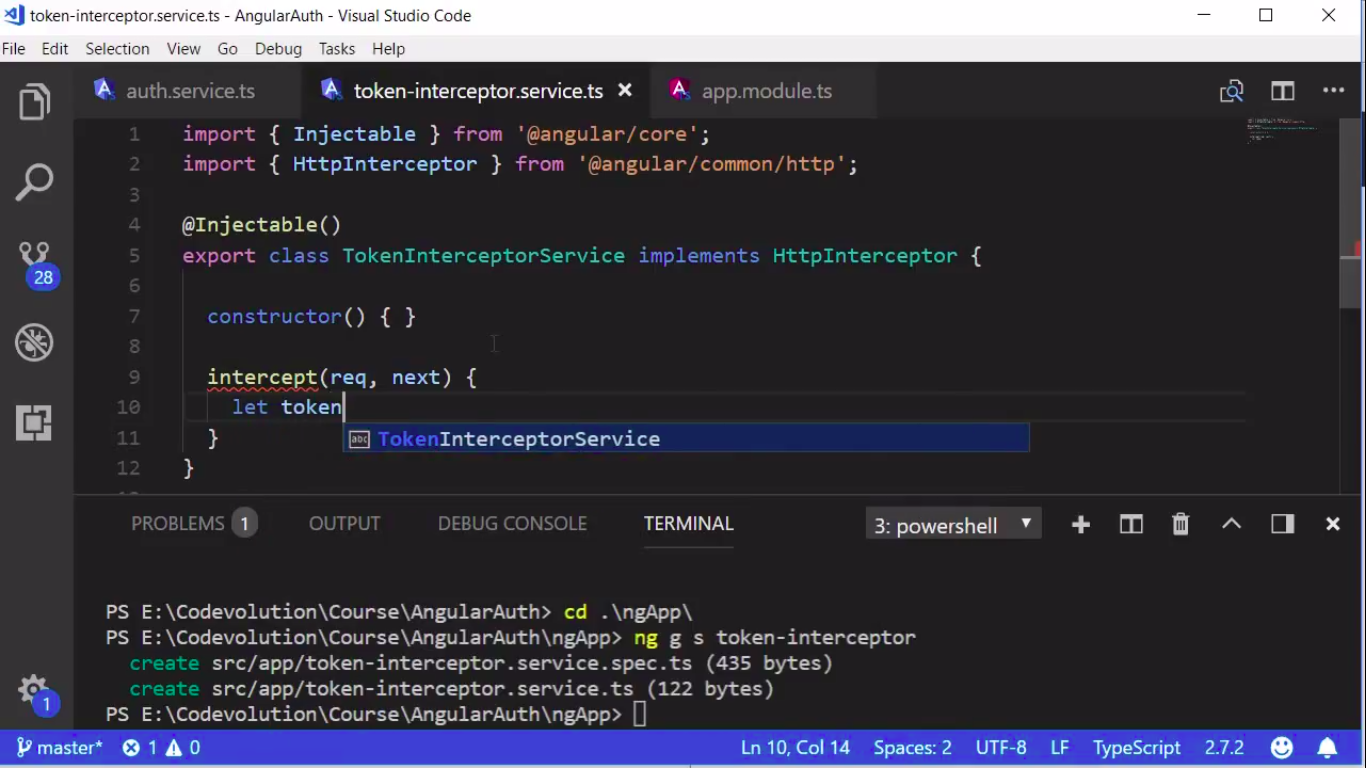 token-interceptor.service.ts - AngularAuth - Visual Studio Code
File Edit Selection View Go Debug Tasks Help
auth.service.ts token-interceptor.service.ts app.module.ts
1 import { Injectable } from '@angular/core';
2 import { HttpInterceptor } from '@angular/common/http';
3
4 @Injectable()
5 export class TokenInterceptorService implements HttpInterceptor {
6
7 constructor() { }
8
9 intercept(req, next) {
10 let token
11 }
abc TokenInterceptorService
12 }
28
PROBLEMS 1 OUTPUT DEBUG CONSOLE TERMINAL 3: powershell
PS E:\Codevolution\Course\AngularAuth> cd .\ngApp\
PS E:\Codevolution\Course\AngularAuth\ngApp> ng g s token-interceptor
create src/app/token-interceptor.service.spec.ts (435 bytes)
create src/app/token-interceptor.service.ts (122 bytes)
PS E:\Codevolution\Course\AngularAuth\ngApp>
1
master* 1 0 Ln 10, Col 14 Spaces: 2 UTF-8 LF TypeScript 2.7.2